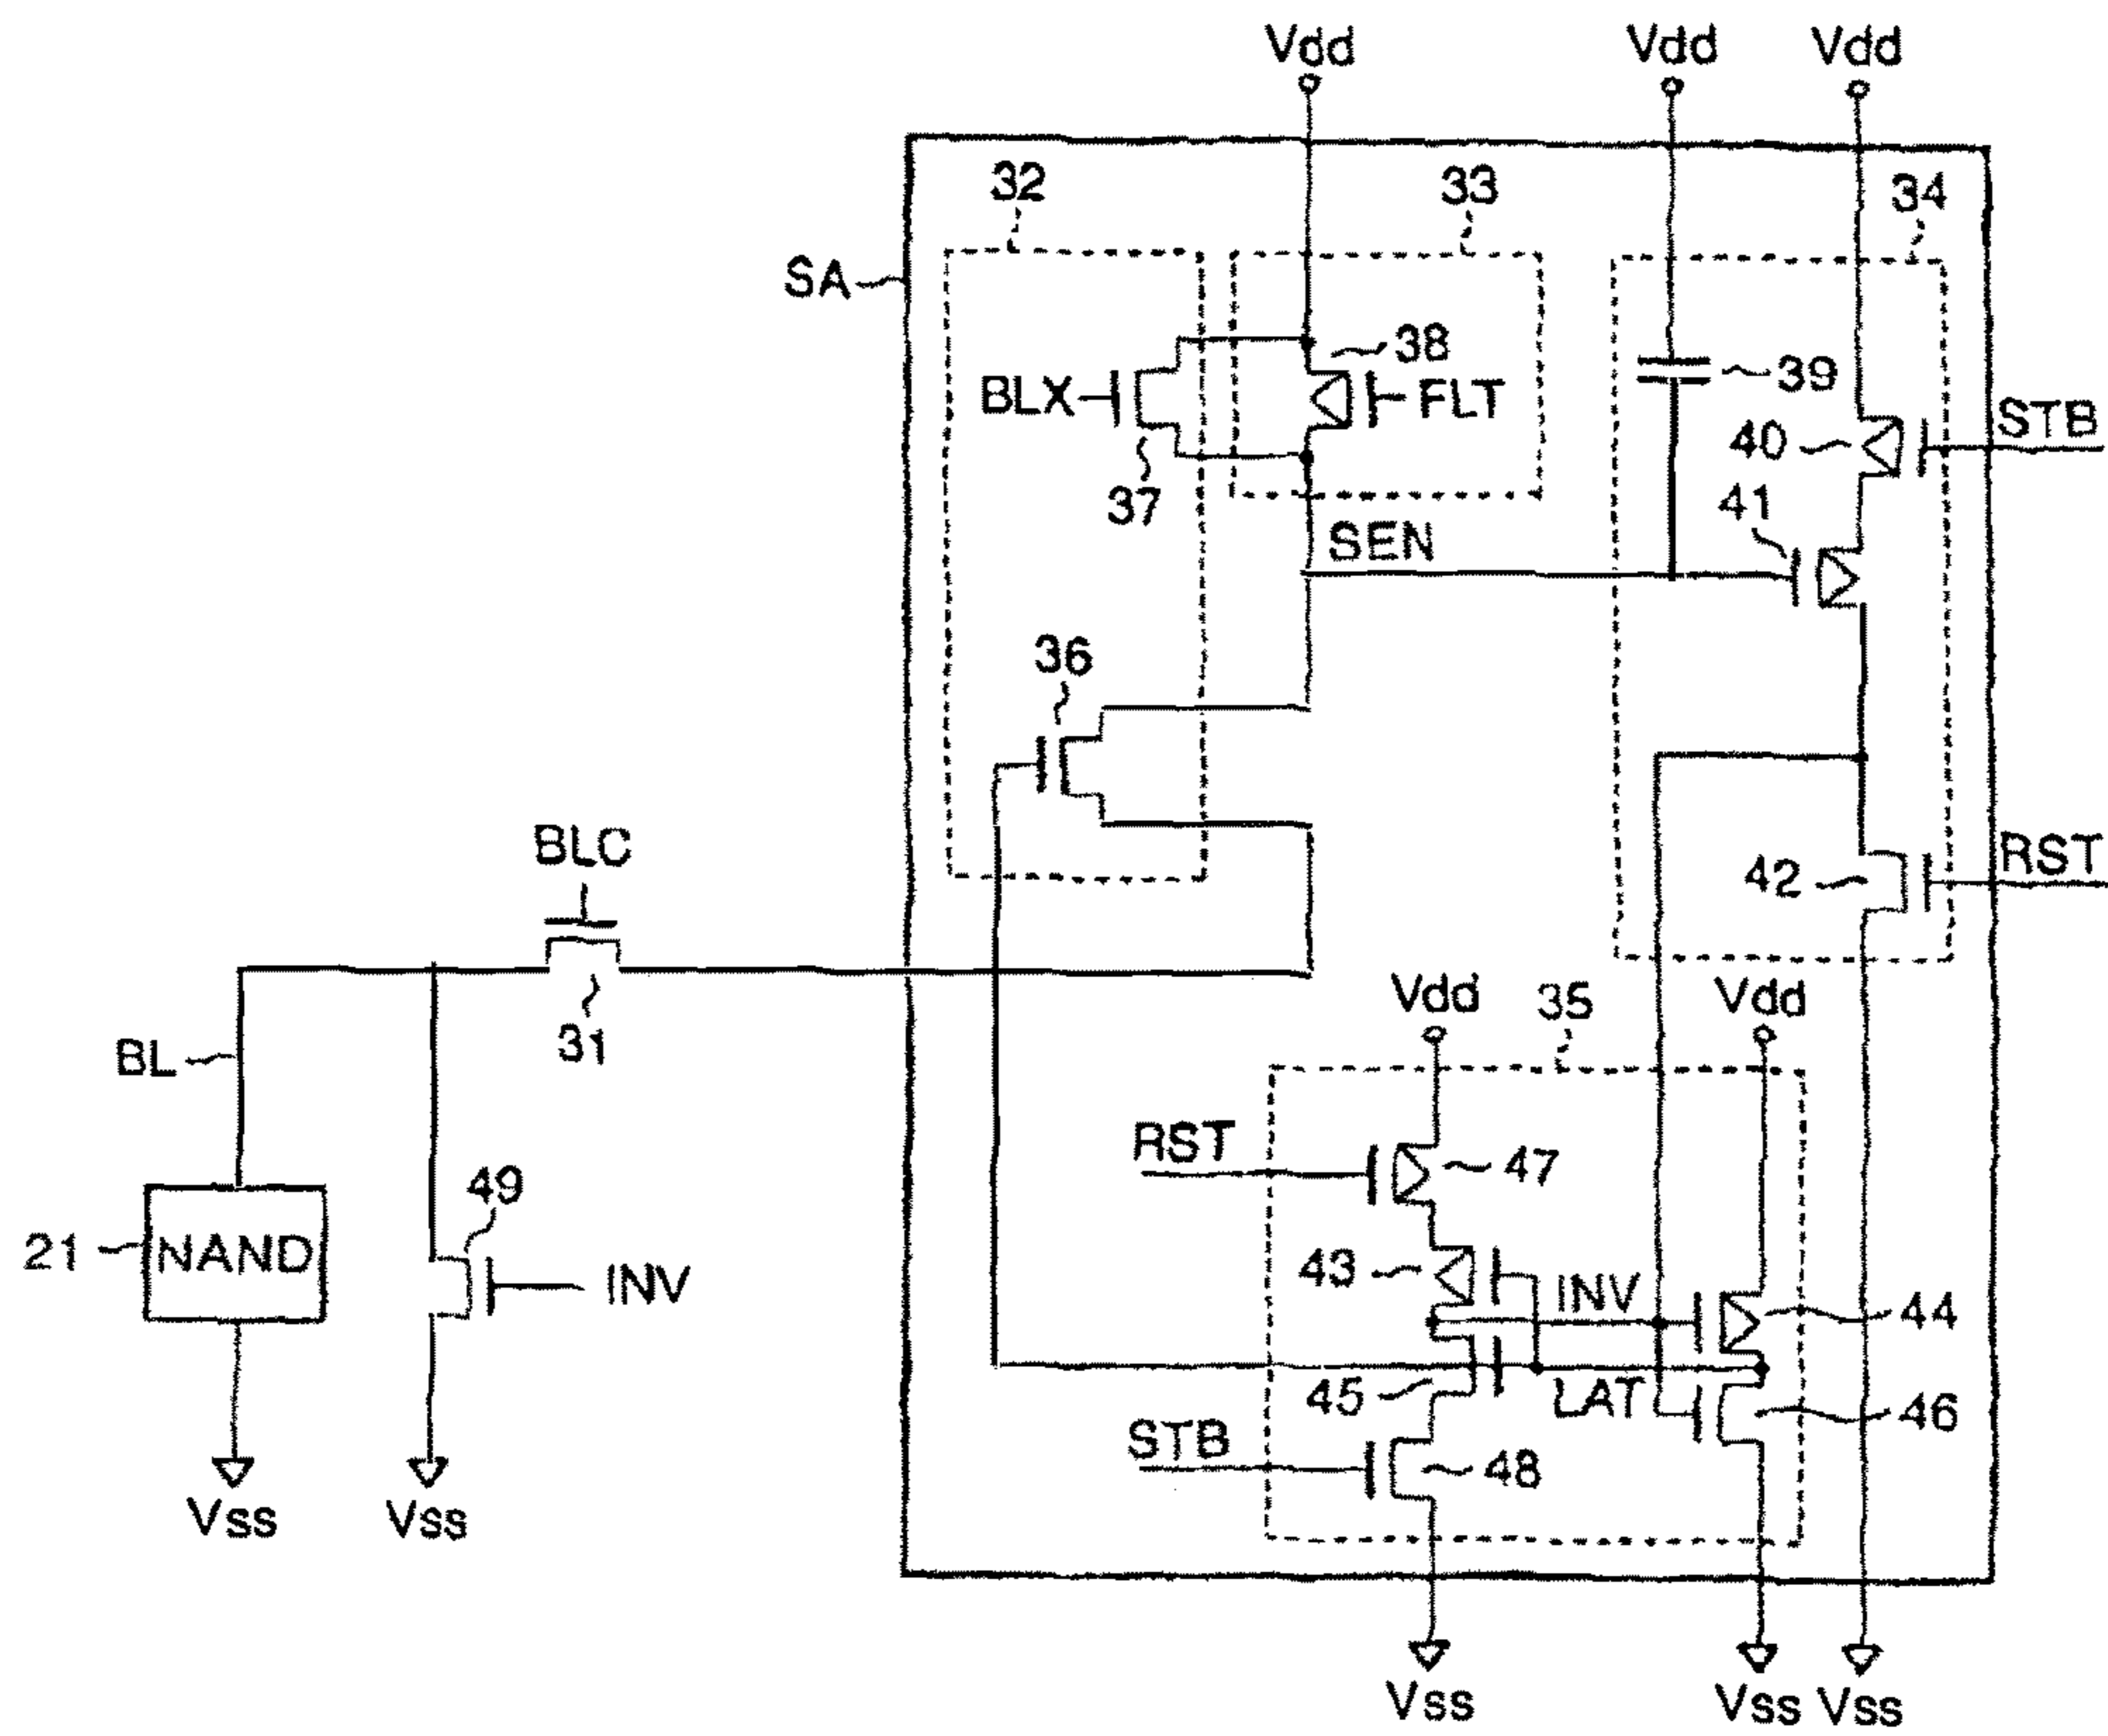 Vdd
Vdd
Vdd
32
33
34
SA
38
BLX
FLT
39
STB
40
37
41
SEN
36
BLC
42
RST
31
Vdd
35
Vdd
BL
RST
47
49
21
NAND
INV
43
INV
44
45
LAT
46
STB
48
Vss
Vss
Vss
Vss
Vss